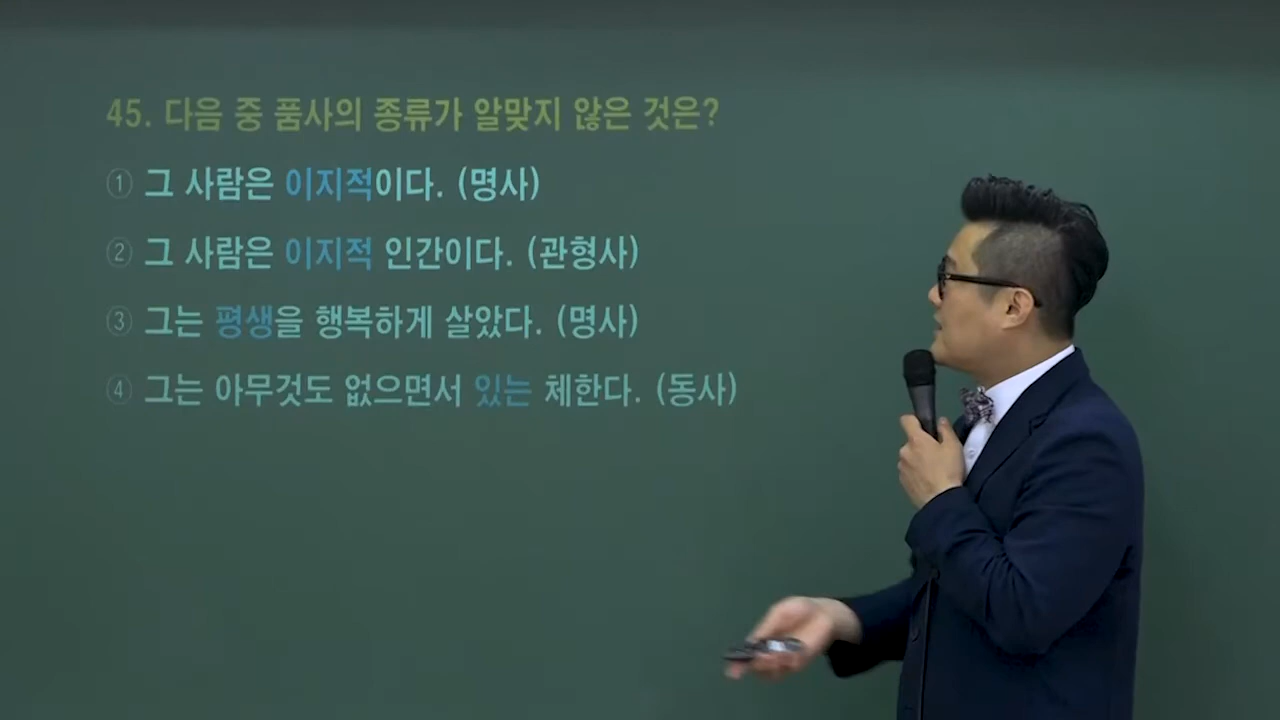 45. 다음 중 품사의 종류가 알맞지 않은 것은?
① 그 사람은 이지적이다. (명사)
② 그 사람은 이지적 인간이다. (관형사)
③ 그는 평생을 행복하게 살았다. (명사)
④ 그는 아무것도 없으면서 있는 체한다. (동사)